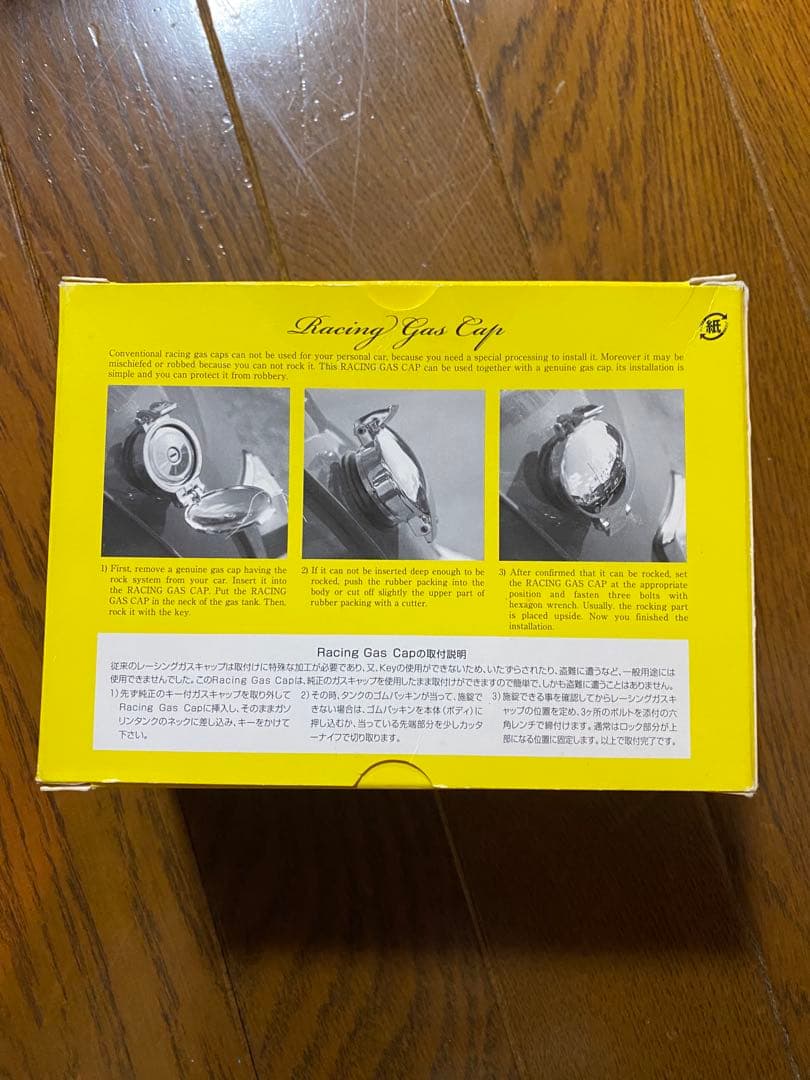 Racing Gas Cap
紙
Conventional racing gas caps can not be used for your personal car, because you need a special processing to install it. Moreover it may be
mischiefed or robbed because you can not rock it. This RACING GAS CAP can be used together with a genuine gas cap. its installation is
simple and you can protect it from robbery.
1) First, remove a genuine gas cap having the
rock system from your car. Insert it into
the RACING GAS CAP. Put the RACING
GAS CAP in the neck of the gas tank. Then,
rock it with the key.
2) If it can not be inserted deep enough to be
rocked, push the rubber packing into the
body or cut off slightly the upper part of
rubber packing with a cutter.
3) After confirmed that it can be rocked, set
the RACING GAS CAP at the appropriate
position and fasten three bolts with
hexagon wrench. Usually. the rocking part
is placed upside. Now you finished the
installation.
Racing Gas Capの取付説明
従来のレーシングガスキャップは取付けに特殊な加工が必要であり、又、Keyの使用ができないため、いたずらされたり、盗難に遭うなど、一般用途には
使用できませんでした。このRacing Gas Capは、純正のガスキャップを使用したまま取付けができますので簡単で、しかも盗難に遭うことはありません。
1)先ず純正のキー付ガスキャップを取り外して
Racing Gas Capに挿入し、そのままガソ
リンタンクのネックに差し込み、キーをかけて
下さい。
2)その時、タンクのゴムパッキンが当って、施錠で
きない場合は、ゴムパッキンを本体(ボディ)に
押し込むか、当っている先端部分を少しカッタ
ーナイフで切り取ります。
3)施錠できる事を確認してからレーシングガスキ
ャップの位置を定め、3ヶ所のボルトを添付の六
角レンチで締付けます。通常はロック部分が上
部になる位置に固定します。以上で取付完了です。